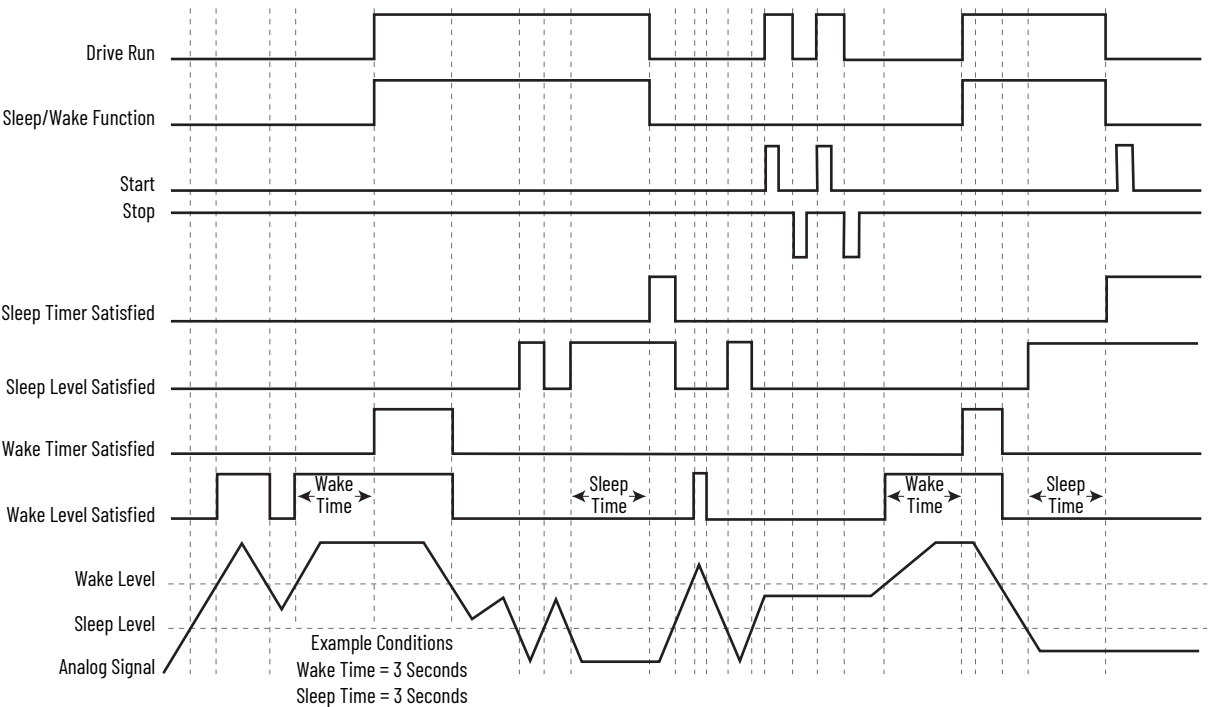 Drive Run
Sleep/Wake Function
Start
Stop
Sleep Timer Satisfied
Sleep Level Satisfied
Wake Timer Satisfied
Wake Level Satisfied
Wake
Time
Sleep
Time
Wake
Time
Sleep
Time
Wake Level
Sleep Level
Analog Signal
Example Conditions
Wake Time = 3 Seconds
Sleep Time = 3 Seconds